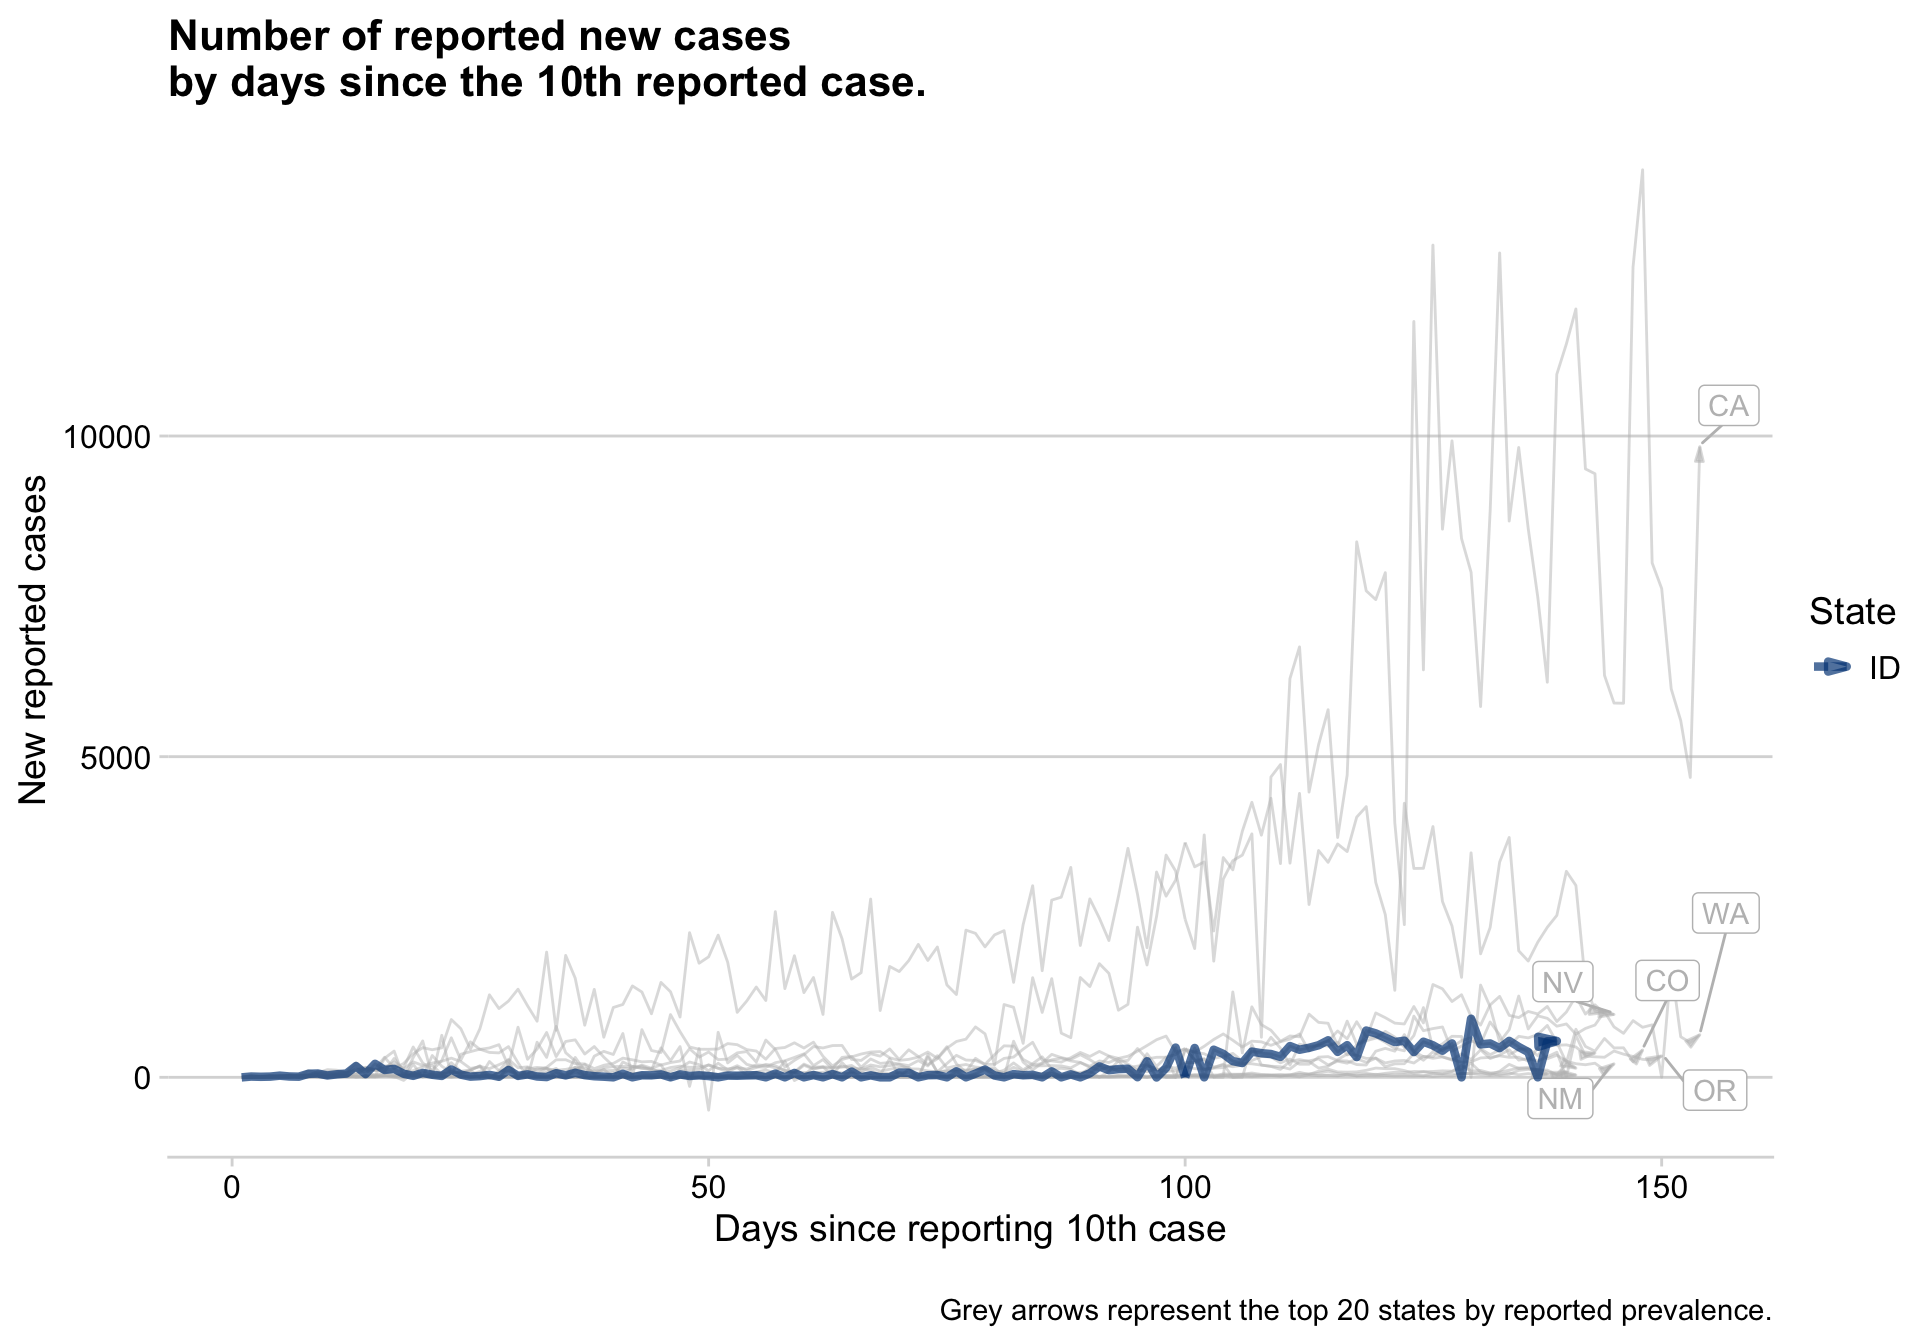 Number of reported new cases
by days since the 10th reported case.
New reported cases
10000
5000
0
CA
WA
NV
CO
NM
OR
State
ID
0
50
100
150
Days since reporting 10th case
Grey arrows represent the top 20 states by reported prevalence.